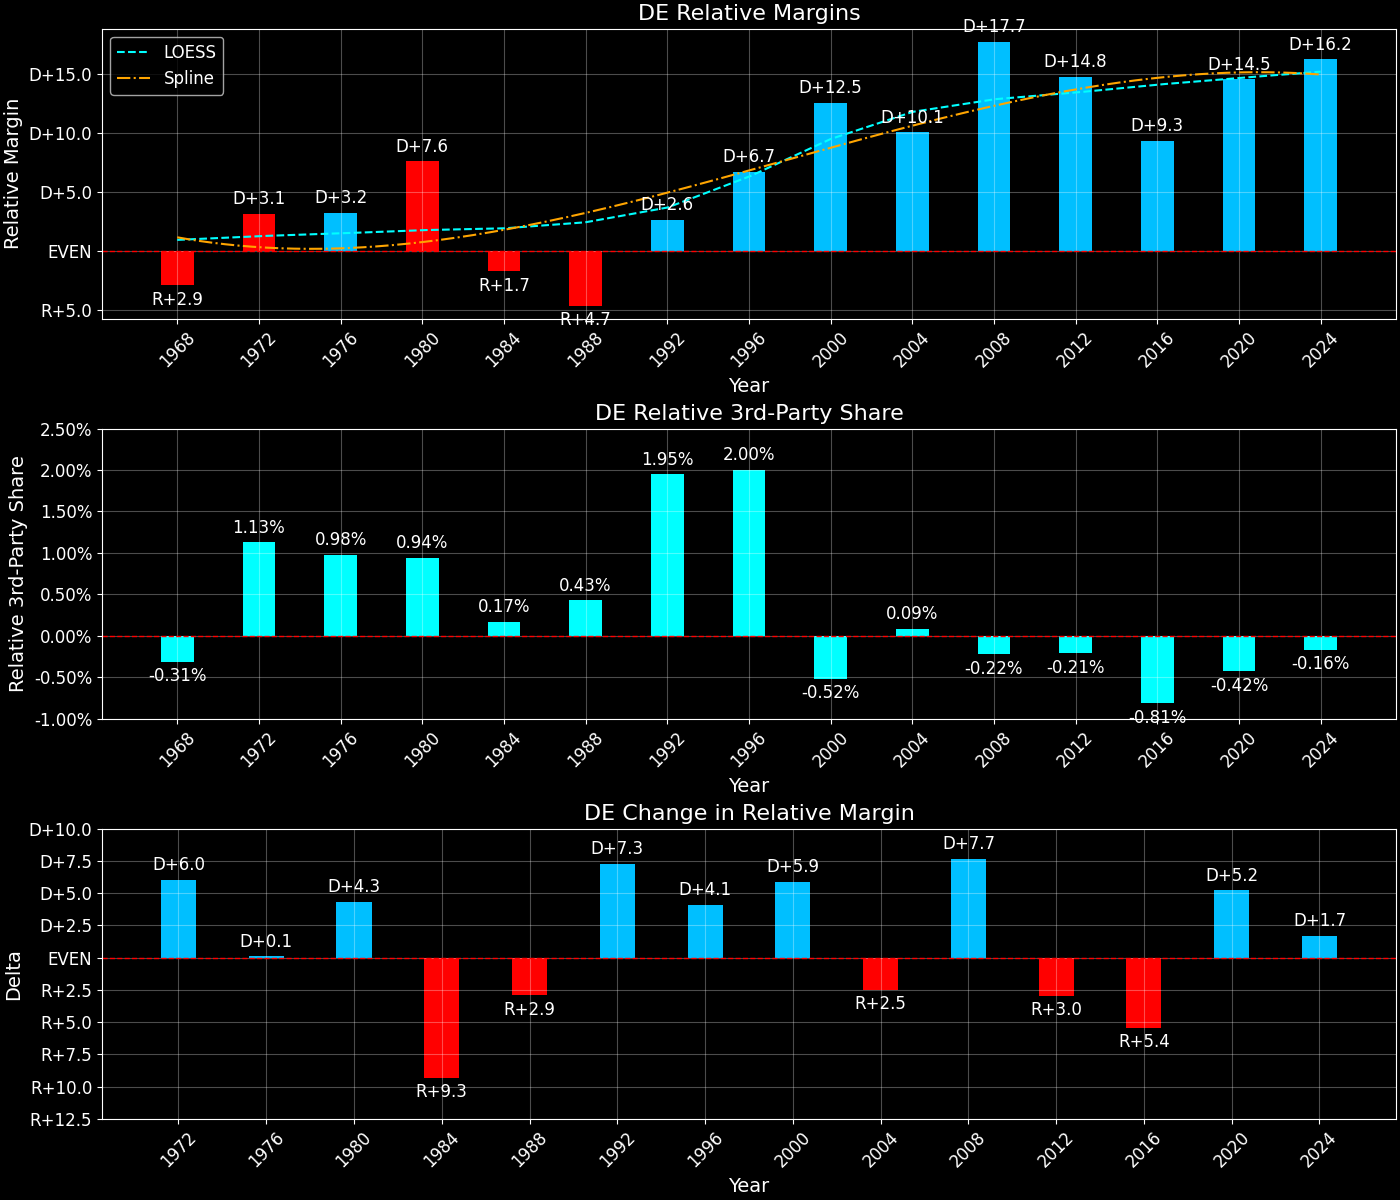 DE Relative Margins
LOESS
Spline
Relative Margin
D+15.0
D+10.0
D+5.0
EVEN
R+5.0
R+2.9
D+3.1
D+3.2
D+7.6
R+1.7
R+4.7
D+2.6
D+6.7
D+12.5
D+10.1
D+17.7
D+14.8
D+9.3
D+14.5
D+16.2
1968 1972 1976 1980 1984 1988 1992 1996 2000 2004 2008 2012 2016 2020 2024
Year
DE Relative 3rd-Party Share
Relative 3rd-Party Share
2.50%
2.00%
1.50%
1.00%
0.50%
0.00%
-0.50%
-1.00%
-0.31%
1.13%
0.98%
0.94%
0.17%
0.43%
1.95%
2.00%
-0.52%
0.09%
-0.22%
-0.21%
-0.81%
-0.42%
-0.16%
1968 1972 1976 1980 1984 1988 1992 1996 2000 2004 2008 2012 2016 2020 2024
Year
DE Change in Relative Margin
Delta
D+10.0
D+7.5
D+5.0
D+2.5
EVEN
R+2.5
R+5.0
R+7.5
R+10.0
R+12.5
D+6.0
D+0.1
D+4.3
R+9.3
R+2.9
D+7.3
D+4.1
D+5.9
R+2.5
D+7.7
R+3.0
R+5.4
D+5.2
D+1.7
1972 1976 1980 1984 1988 1992 1996 2000 2004 2008 2012 2016 2020 2024
Year